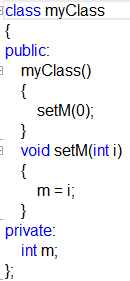 class myClass
{
public:
myClass()
{
setM(0);
}
void setM(int i)
{
m = i;
}
private:
int m;
};